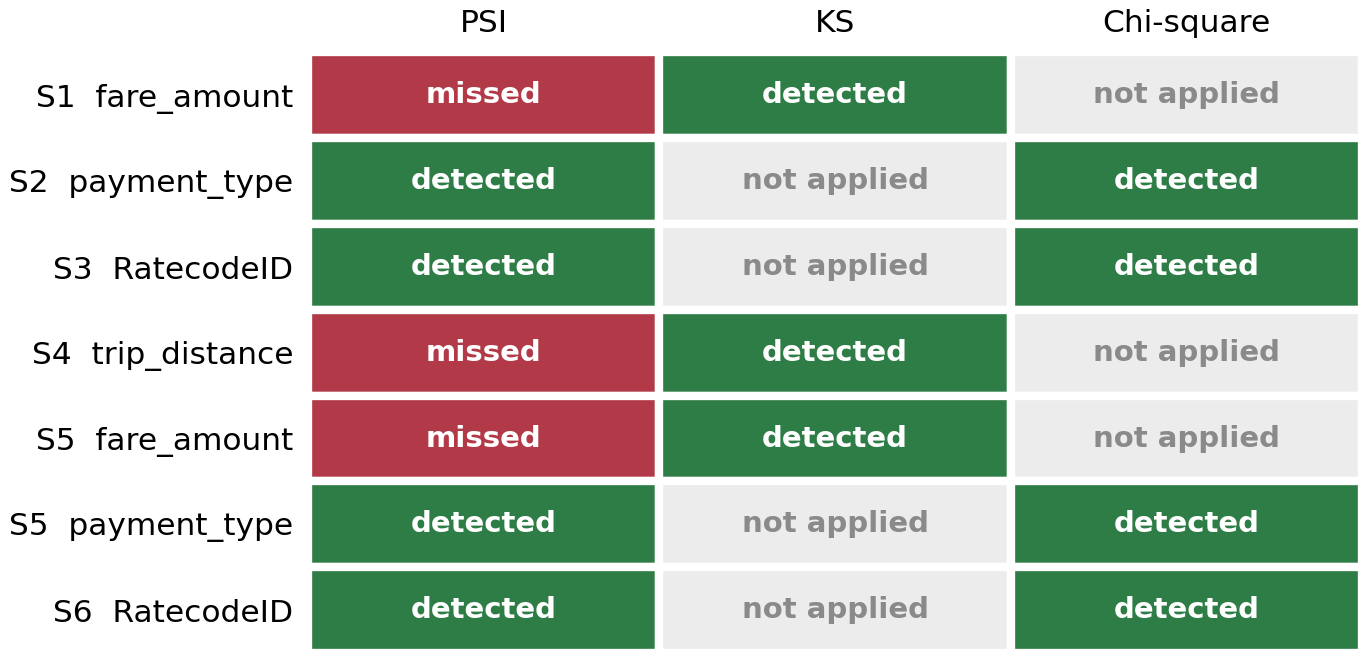 PSI KS Chi-square
S1 fare_amount missed detected not applied
S2 payment_type detected not applied detected
S3 RatecodeID detected not applied detected
S4 trip_distance missed detected not applied
S5 fare_amount missed detected not applied
S5 payment_type detected not applied detected
S6 RatecodeID detected not applied detected